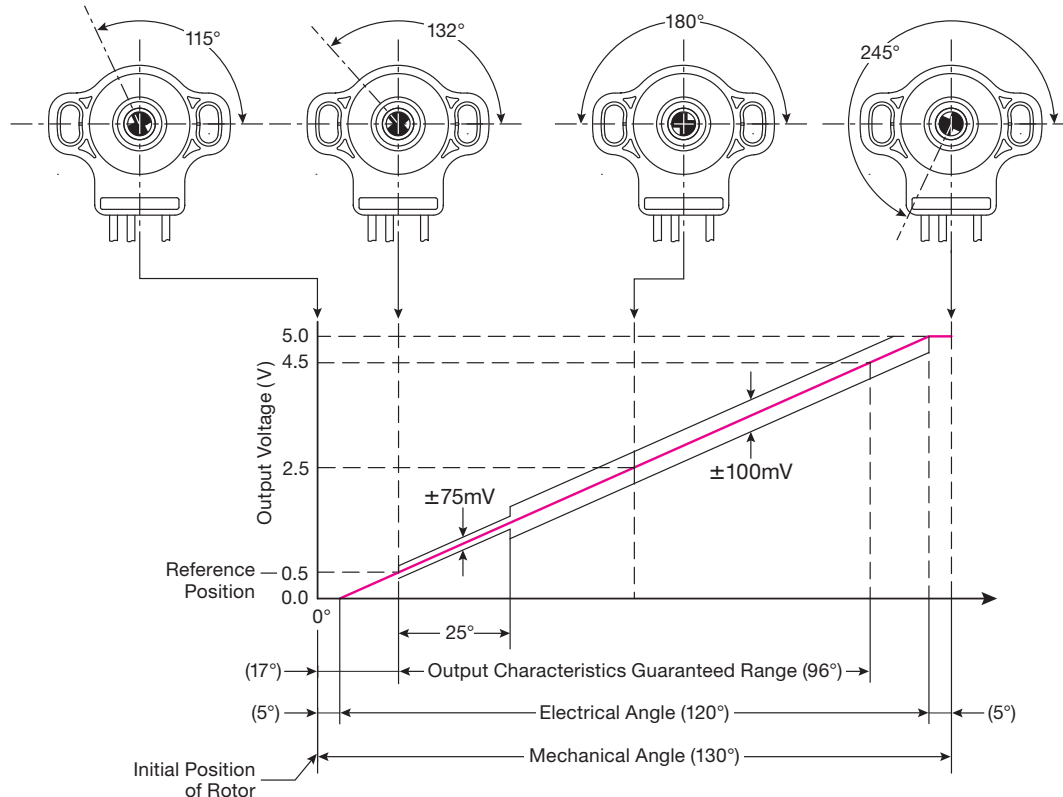 115°
132°
180°
245°
5.0
4.5
2.5
0.5
0.0
Output Voltage (V)
±75mV
±100mV
Reference
Position
0°
25°
(17°)
Output Characteristics Guaranteed Range (96°)
(5°)
Electrical Angle (120°)
(5°)
Mechanical Angle (130°)
Initial Position
of Rotor